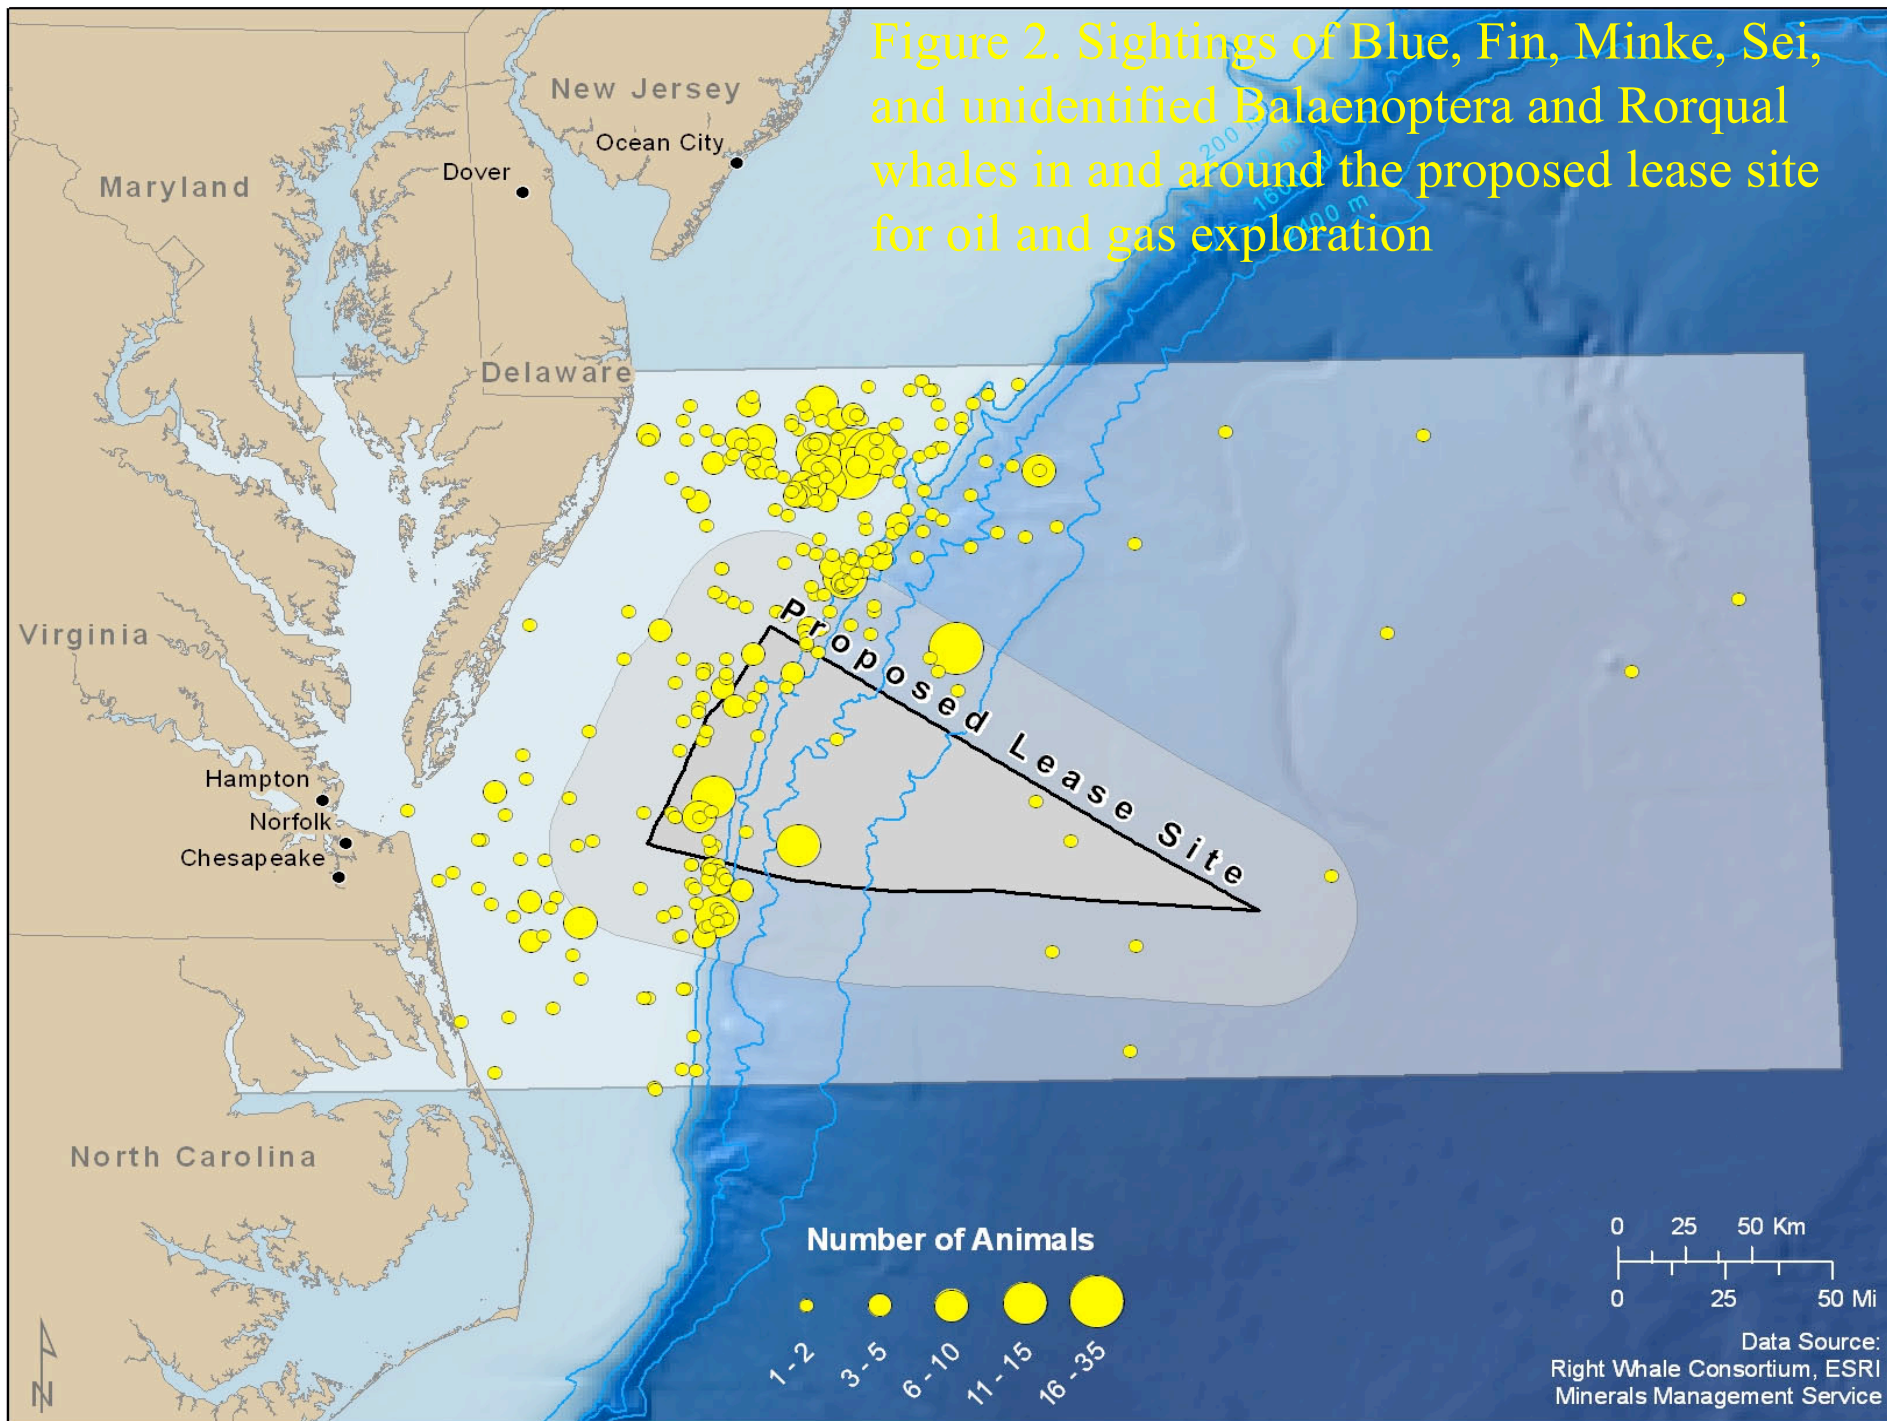 Figure 2. Sightings of Blue, Fin, Minke, Sei,
and unidentified Balaenoptera and Rorqual
whales in and around the proposed lease site
for oil and gas exploration
New Jersey
Ocean City
Dover
Maryland
200
160
2400 m
Delaware
Virginia
Proposed Lease Site
Hampton
Norfolk
Chesapeake
North Carolina
Number of Animals
1 - 2
3 - 5
6 - 10
11 - 15
16 - 35
0 25 50 Km
0 25 50 Mi
Data Source:
Right Whale Consortium, ESRI
Minerals Management Service
N